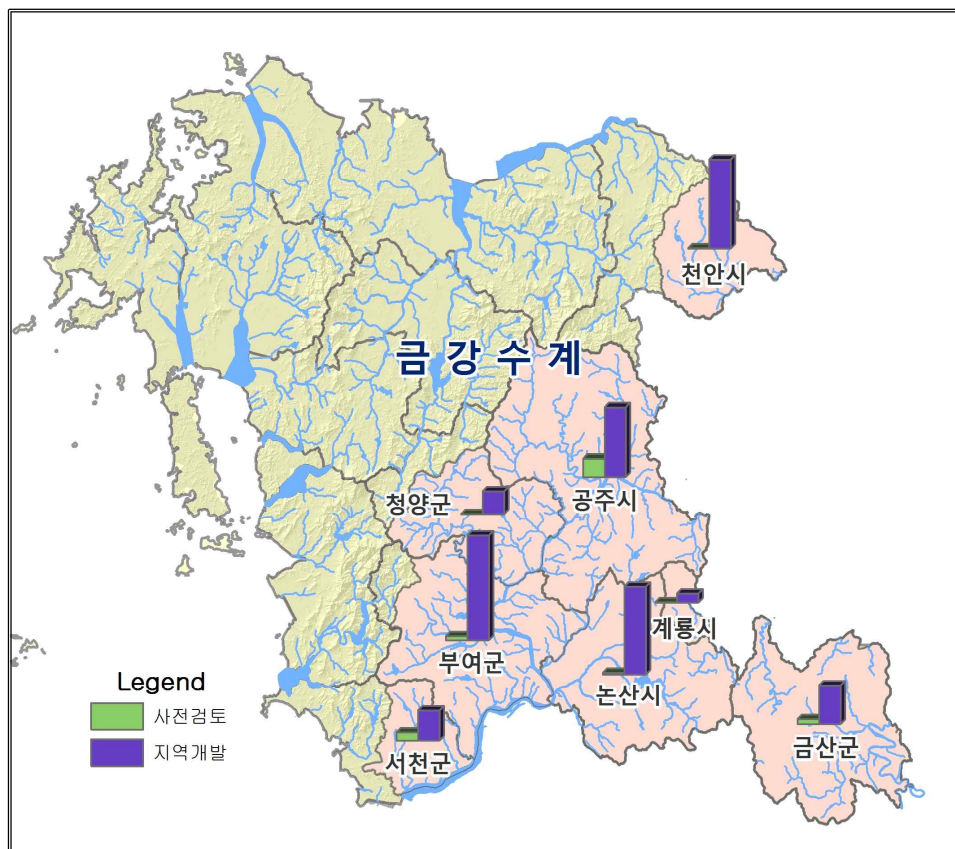 천안시
금 강 수 계
공주시
청양군
계룡시
부여군
논산시
서천군
금산군
Legend
사전검토
지역개발